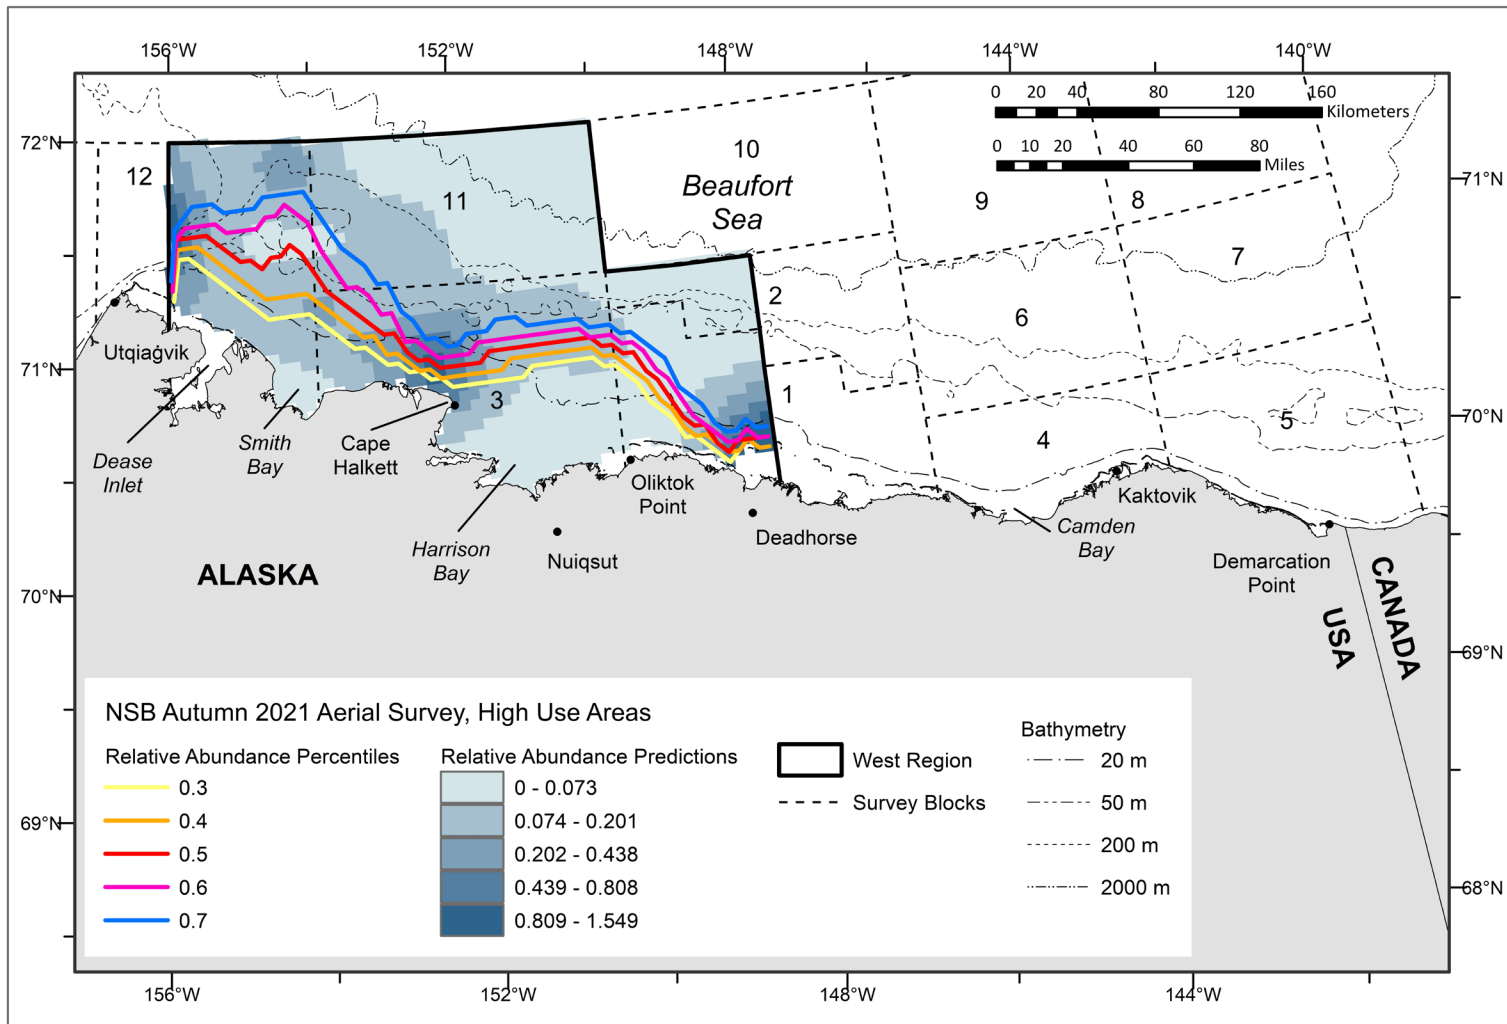 156°W 152°W 148°W 144°W 140°W
0 20 40 80 120 160
Kilometers
0 10 20 40 60 80
Miles
72°N
71°N
70°N
69°N
71°N
70°N
69°N
68°N
12
11
10
9
8
7
6
5
4
3
2
1
Beaufort
Sea
Utqiaġvik
Dease
Inlet
Smith
Bay
Cape
Halkett
Harrison
Bay
Oliktok
Point
Nuiqsut
Deadhorse
Camden
Bay
Kaktovik
Demarcation
Point
ALASKA
USA
CANADA
NSB Autumn 2021 Aerial Survey, High Use Areas
Relative Abundance Percentiles
0.3
0.4
0.5
0.6
0.7
Relative Abundance Predictions
0 - 0.073
0.074 - 0.201
0.202 - 0.438
0.439 - 0.808
0.809 - 1.549
West Region
Survey Blocks
Bathymetry
20 m
50 m
200 m
2000 m
156°W 152°W 148°W 144°W